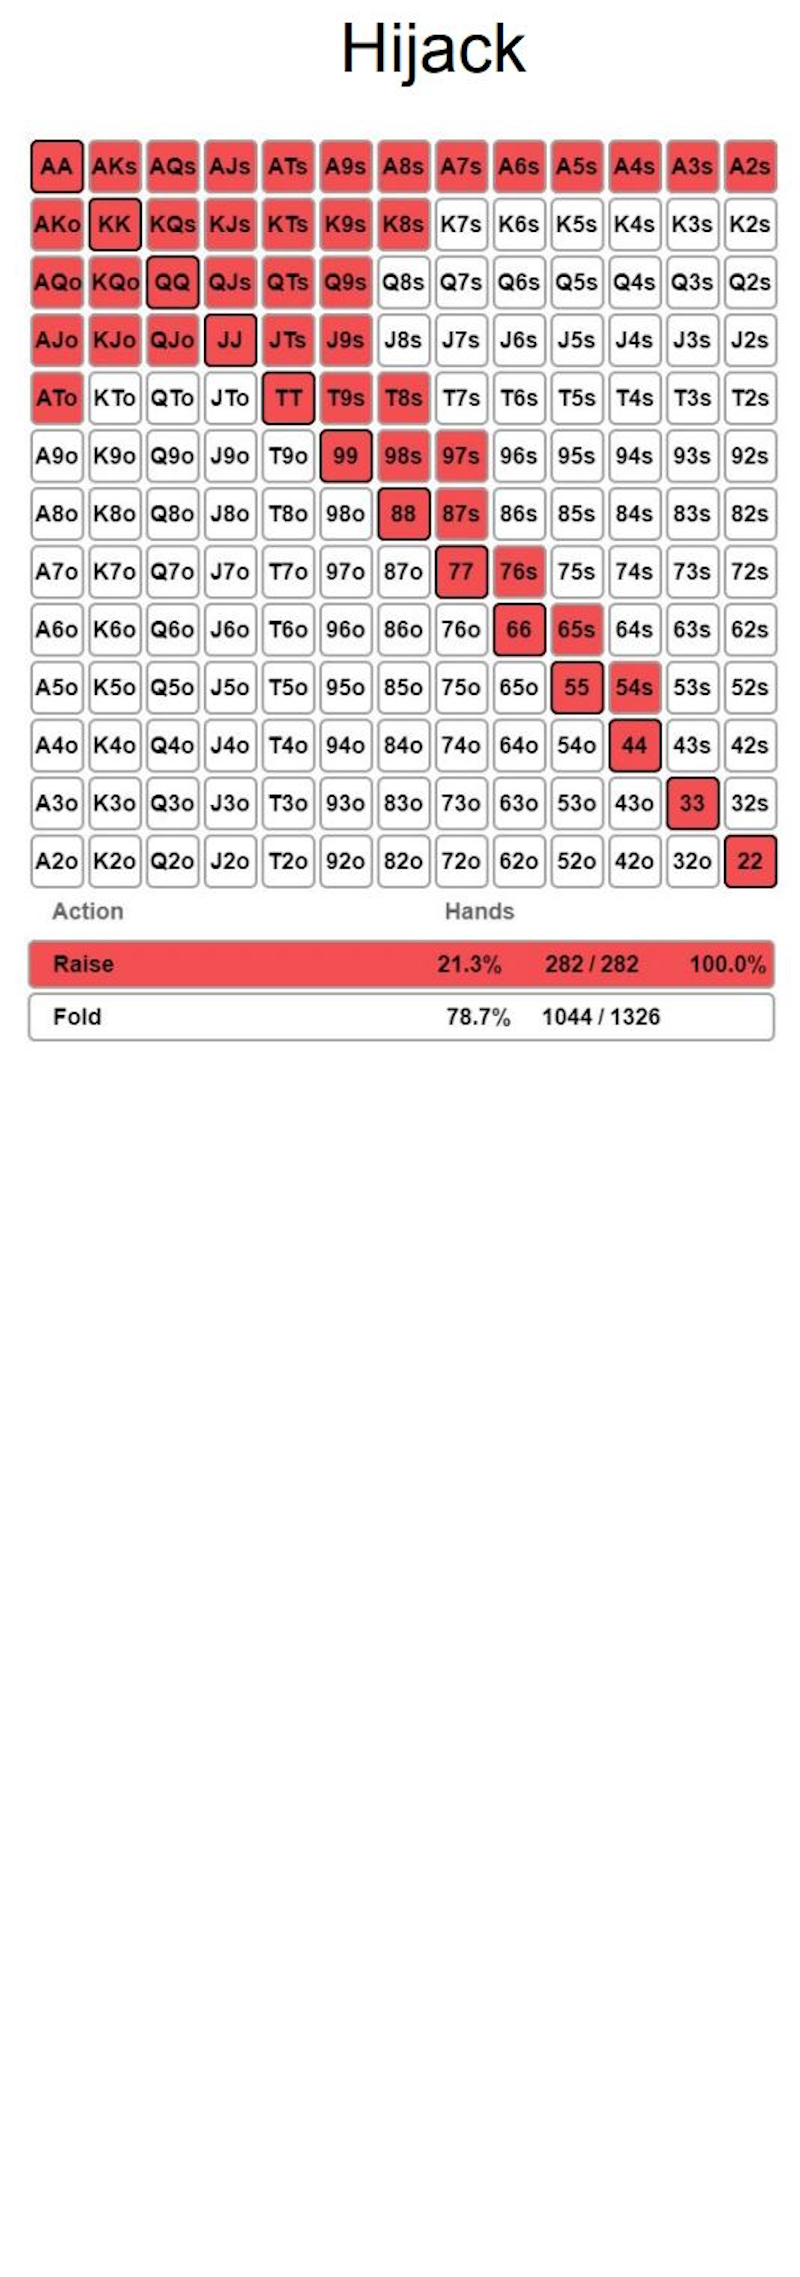 Hijack
AA AKs AQs AJs ATs A9s A8s A7s A6s A5s A4s A3s A2s
AKo KK KQs KJs KTs K9s K8s K7s K6s K5s K4s K3s K2s
AQo KQo QQ QJs QTs Q9s Q8s Q7s Q6s Q5s Q4s Q3s Q2s
AJo KJo QJo JJ JTs J9s J8s J7s J6s J5s J4s J3s J2s
ATo KTo QTo JTo TT T9s T8s T7s T6s T5s T4s T3s T2s
A9o K9o Q9o J9o T9o 99 98s 97s 96s 95s 94s 93s 92s
A8o K8o Q8o J8o T8o 98o 88 87s 86s 85s 84s 83s 82s
A7o K7o Q7o J7o T7o 97o 87o 77 76s 75s 74s 73s 72s
A6o K6o Q6o J6o T6o 96o 86o 76o 66 65s 64s 63s 62s
A5o K5o Q5o J5o T5o 95o 85o 75o 65o 55 54s 53s 52s
A4o K4o Q4o J4o T4o 94o 84o 74o 64o 54o 44 43s 42s
A3o K3o Q3o J3o T3o 93o 83o 73o 63o 53o 43o 33 32s
A2o K2o Q2o J2o T2o 92o 82o 72o 62o 52o 42o 32o 22
Action Hands
Raise 21.3% 282 / 282 100.0%
Fold 78.7% 1044 / 1326